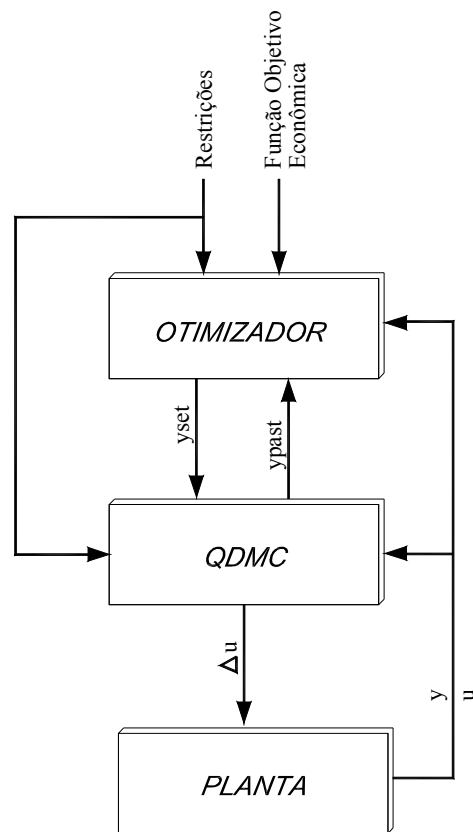 Restrições
Função Objetivo
Econômica
OTIMIZADOR
yset
ypast
QDMC
Δu
PLANTA
y
u